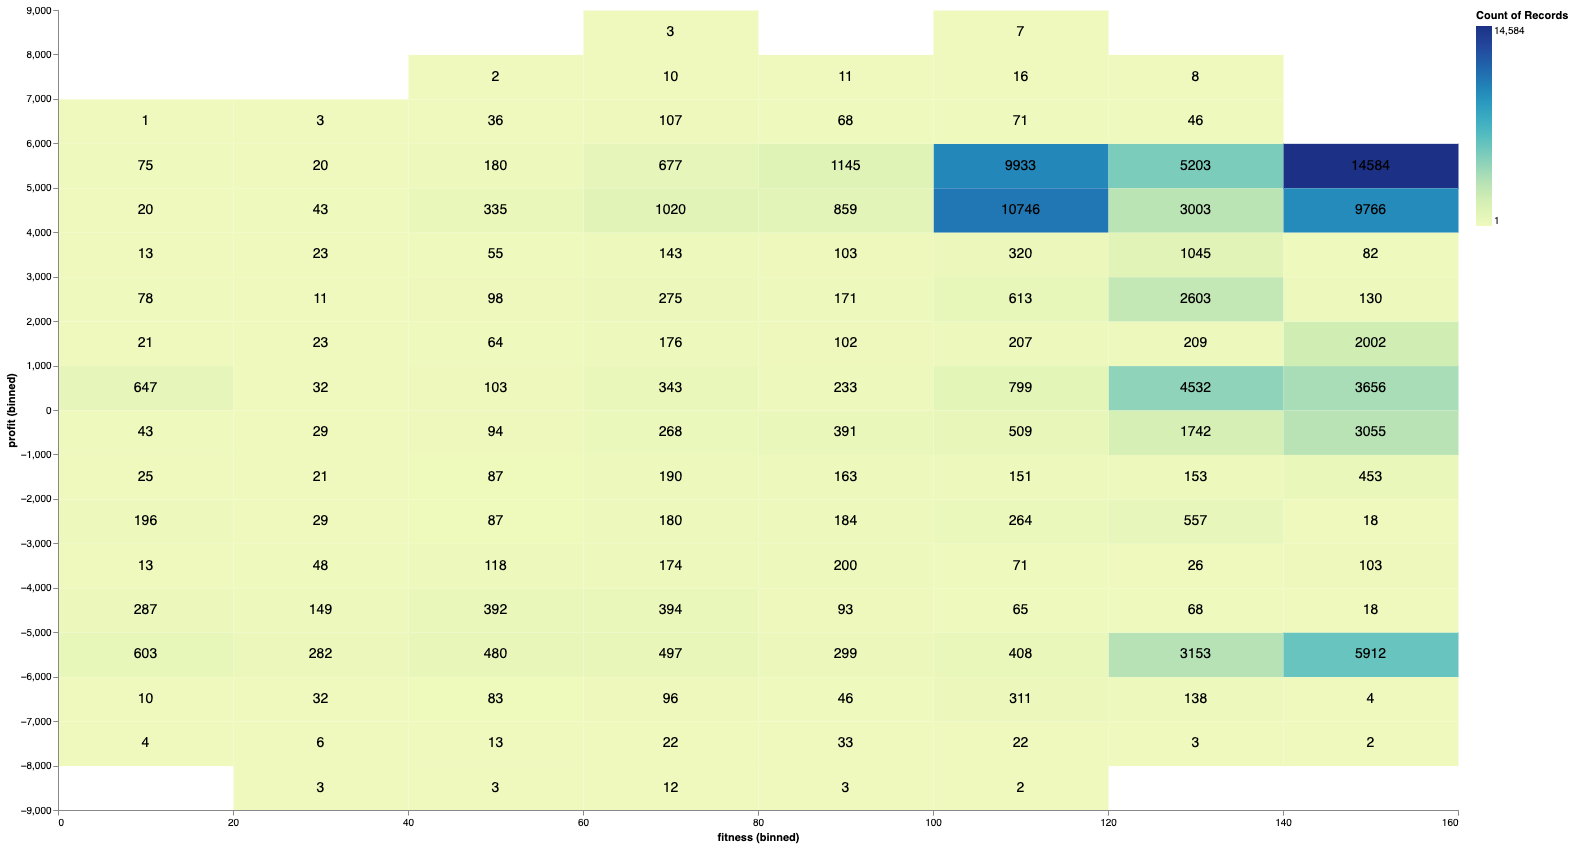 Count of Records
14,584
1
9,000
3 7
8,000
2 10 11 16 8
7,000
1 3 36 107 68 71 46
6,000
75 20 180 677 1145 9933 5203 14584
5,000
20 43 335 1020 859 10746 3003 9766
4,000
13 23 55 143 103 320 1045 82
3,000
78 11 98 275 171 613 2603 130
2,000
21 23 64 176 102 207 209 2002
1,000
647 32 103 343 233 799 4532 3656
0
43 29 94 268 391 509 1742 3055
−1,000
25 21 87 190 163 151 153 453
−2,000
196 29 87 180 184 264 557 18
−3,000
13 48 118 174 200 71 26 103
−4,000
287 149 392 394 93 65 68 18
−5,000
603 282 480 497 299 408 3153 5912
−6,000
10 32 83 96 46 311 138 4
−7,000
4 6 13 22 33 22 3 2
−8,000
3 3 12 3 2
−9,000
profit (binned)
0 20 40 60 80 100 120 140 160
fitness (binned)